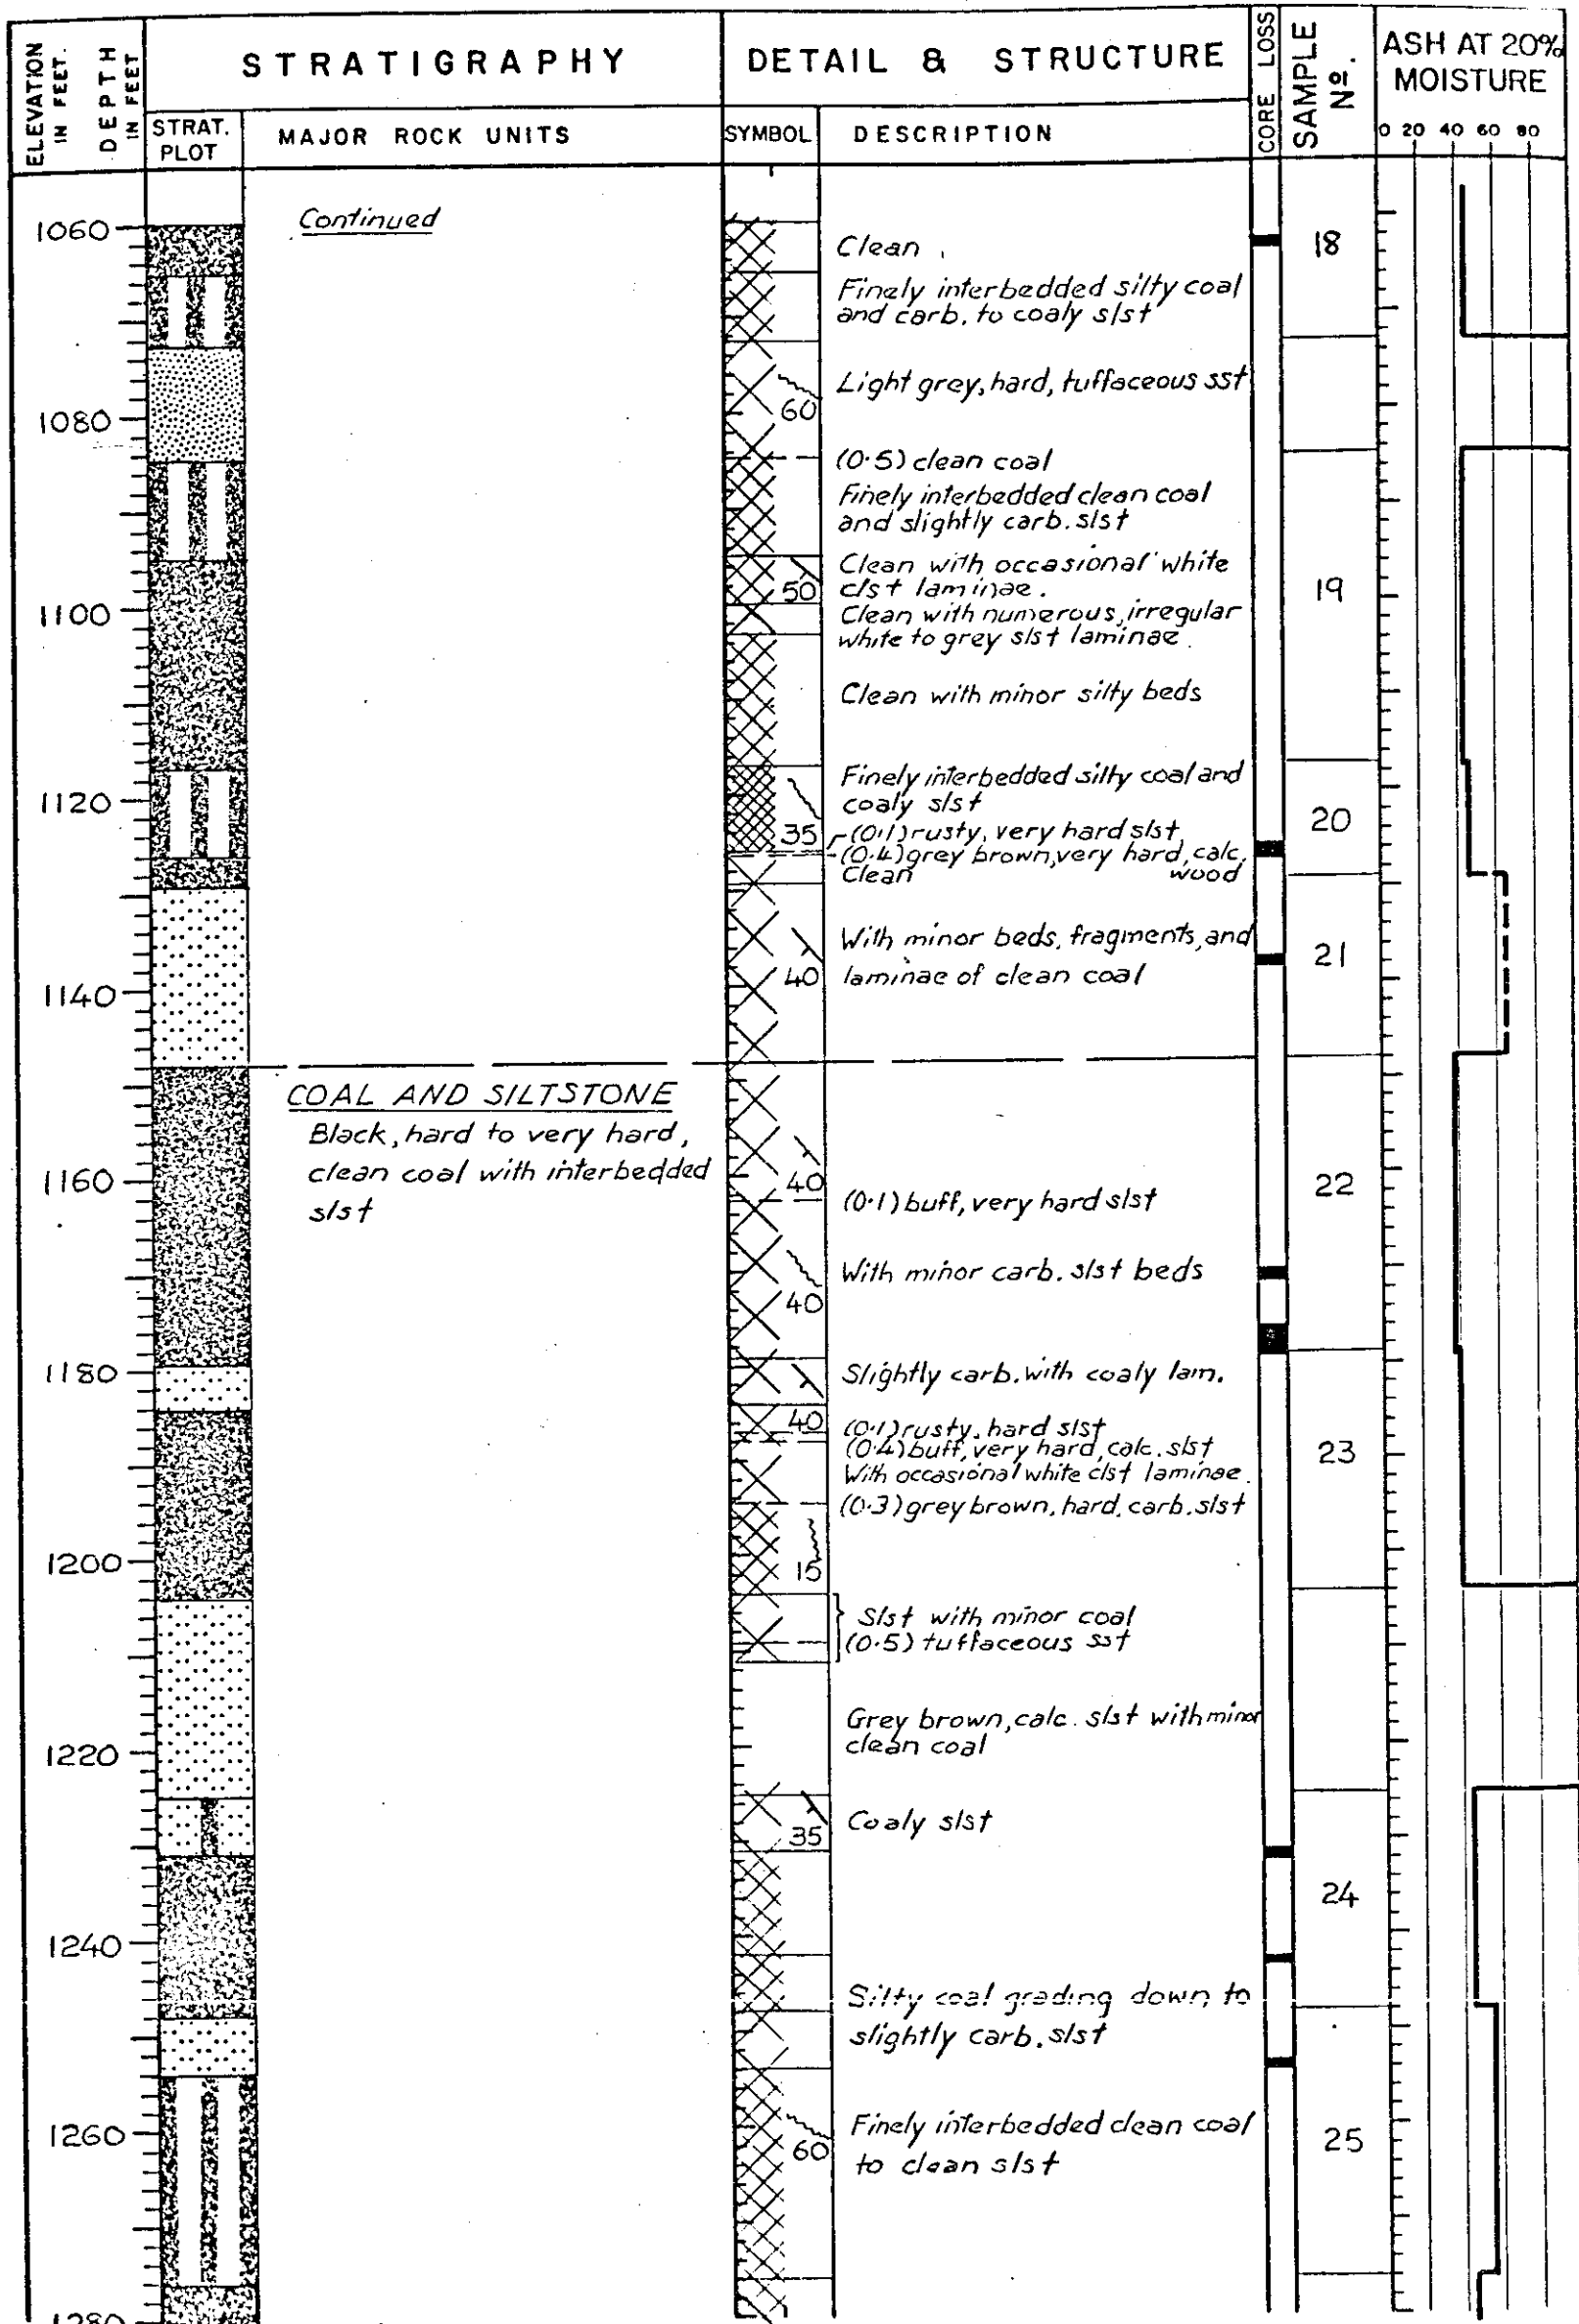 ELEVATION
IN FEET.
DEPTH
IN FEET
STRATIGRAPHY
DETAIL & STRUCTURE
CORE LOSS
SAMPLE
Nº.
ASH AT 20%
MOISTURE
STRAT.
PLOT
MAJOR ROCK UNITS
SYMBOL
DESCRIPTION
0 20 40 60 80
Continued
1060
Clean
18
Finely interbedded silty coal
and carb. to coaly slst
Light grey, hard, tuffaceous sst
60
1080
(0.5) clean coal
Finely interbedded clean coal
and slightly carb. slst
Clean with occasional white
clst laminae.
50
19
1100
Clean with numerous, irregular
white to grey slst laminae.
Clean with minor silty beds
Finely interbedded silty coal and
coaly slst
1120
35
20
(0.1) rusty, very hard slst
(0.4) grey brown, very hard, calc.
Clean wood
With minor beds, fragments, and
laminae of clean coal
40
21
1140
COAL AND SILTSTONE
Black, hard to very hard,
clean coal with interbedded
slst
1160
40
22
(0.1) buff, very hard slst
With minor carb. slst beds
40
1180
Slightly carb. with coaly lam.
40
(0.1) rusty, hard slst
(0.4) buff, very hard, calc. slst
With occasional white clst laminae.
23
(0.3) grey brown, hard, carb. slst
1200
15
Slst with minor coal
(0.5) tuffaceous sst
Grey brown, calc. slst with minor
clean coal
1220
Coaly slst
35
24
1240
Silty coal grading down to
slightly carb. slst
1260
Finely interbedded clean coal
to clean slst
60
25
1280